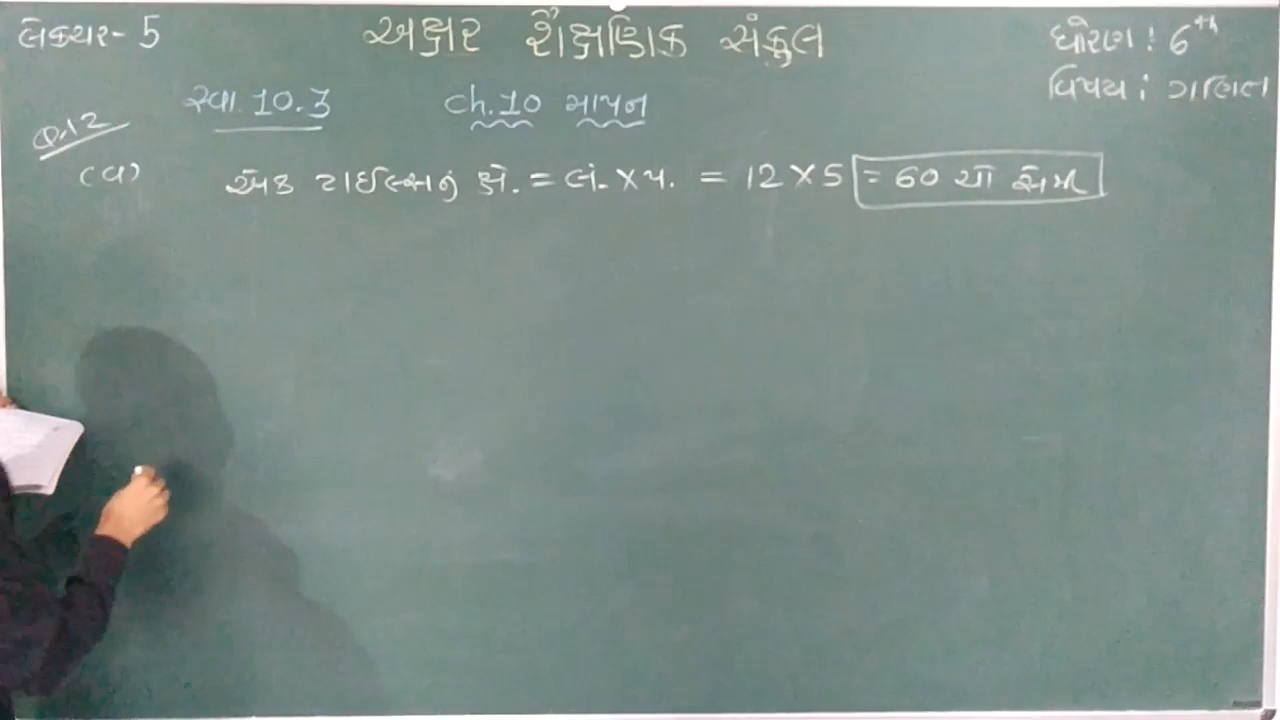 લેક્ચર - 5
અક્ષર શૈક્ષણિક સંકુલ
ધોરણ : 6th
વિષય : ગણિત
સ્વા. 10.3
ch.10 માપન
Q.12
(બ) એક ટાઈલ્સનું ક્ષે. = લં. × પ. = 12 × 5 = 60 ચો સેમી